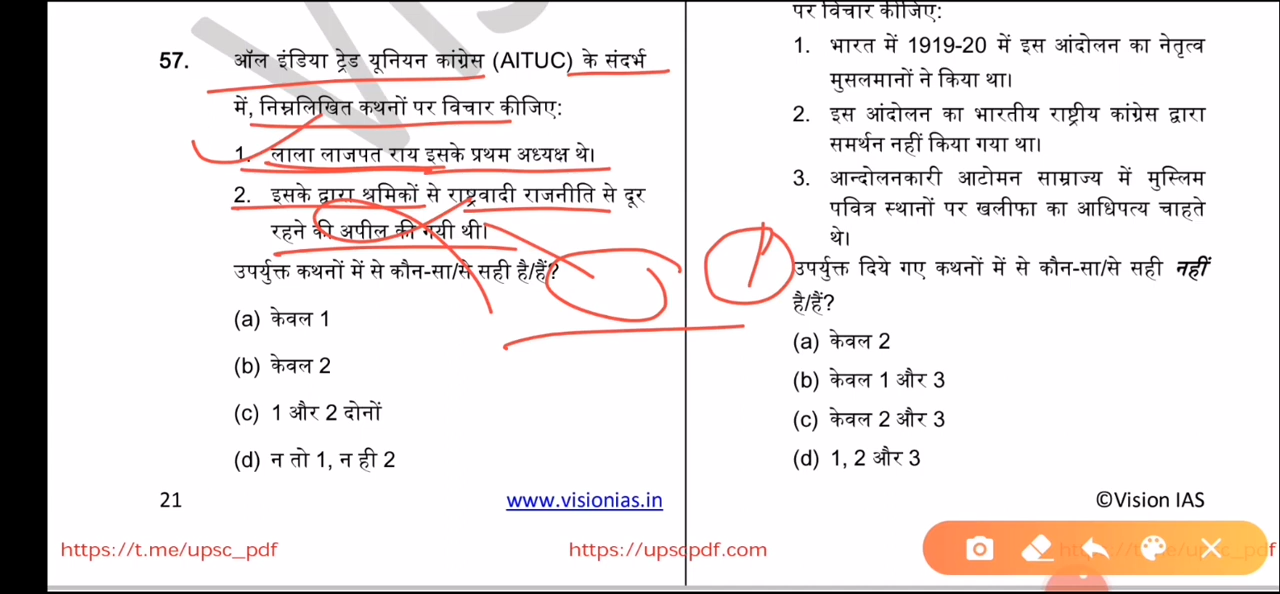 57. ऑल इंडिया ट्रेड यूनियन कांग्रेस (AITUC) के संदर्भ
में, निम्नलिखित कथनों पर विचार कीजिए:
1. लाला लाजपत राय इसके प्रथम अध्यक्ष थे।
2. इसके द्वारा श्रमिकों से राष्ट्रवादी राजनीति से दूर
रहने की अपील की गयी थी।
उपर्युक्त कथनों में से कौन-सा/से सही है/हैं?
(a) केवल 1
(b) केवल 2
(c) 1 और 2 दोनों
(d) न तो 1, न ही 2
21
www.visionias.in
https://t.me/upsc_pdf
पर विचार कीजिए:
1. भारत में 1919-20 में इस आंदोलन का नेतृत्व
मुसलमानों ने किया था।
2. इस आंदोलन का भारतीय राष्ट्रीय कांग्रेस द्वारा
समर्थन नहीं किया गया था।
3. आन्दोलनकारी आटोमन साम्राज्य में मुस्लिम
पवित्र स्थानों पर खलीफा का आधिपत्य चाहते
थे।
उपर्युक्त दिये गए कथनों में से कौन-सा/से सही नहीं
है/हैं?
(a) केवल 2
(b) केवल 1 और 3
(c) केवल 2 और 3
(d) 1, 2 और 3
©Vision IAS
https://upscpdf.com